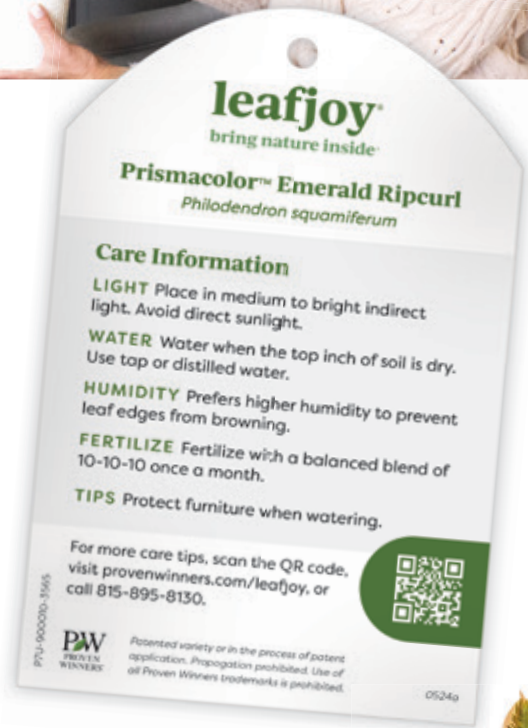 leafjoy®
bring nature inside
Prismacolor™ Emerald Ripcurl
Philodendron squamiferum
Care Information
LIGHT Place in medium to bright indirect
light. Avoid direct sunlight.
WATER Water when the top inch of soil is dry.
Use tap or distilled water.
HUMIDITY Prefers higher humidity to prevent
leaf edges from browning.
FERTILIZE Fertilize with a balanced blend of
10-10-10 once a month.
TIPS Protect furniture when watering.
For more care tips, scan the QR code,
visit provenwinners.com/leafjoy, or
call 815-895-8130.
P7U-900010-3565
PW
PROVEN
WINNERS
Patented variety or in the process of patent
application. Propagation prohibited. Use of
all Proven Winners trademarks is prohibited.
0524a